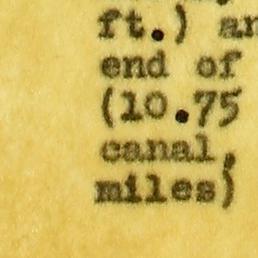 ft.) an
end of
(10.75
canal,
miles)